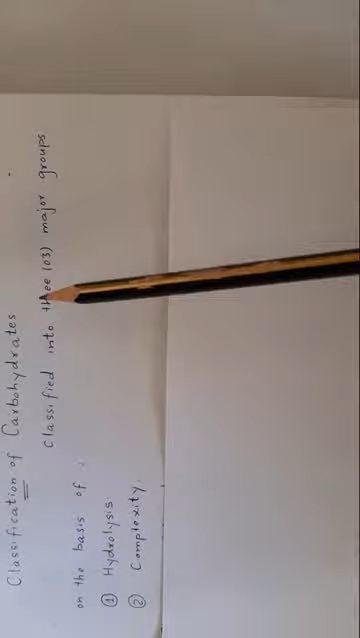 Classification of Carbohydrates
Classified into three (03) major groups
on the basis of :
① Hydrolysis
② Complexity.